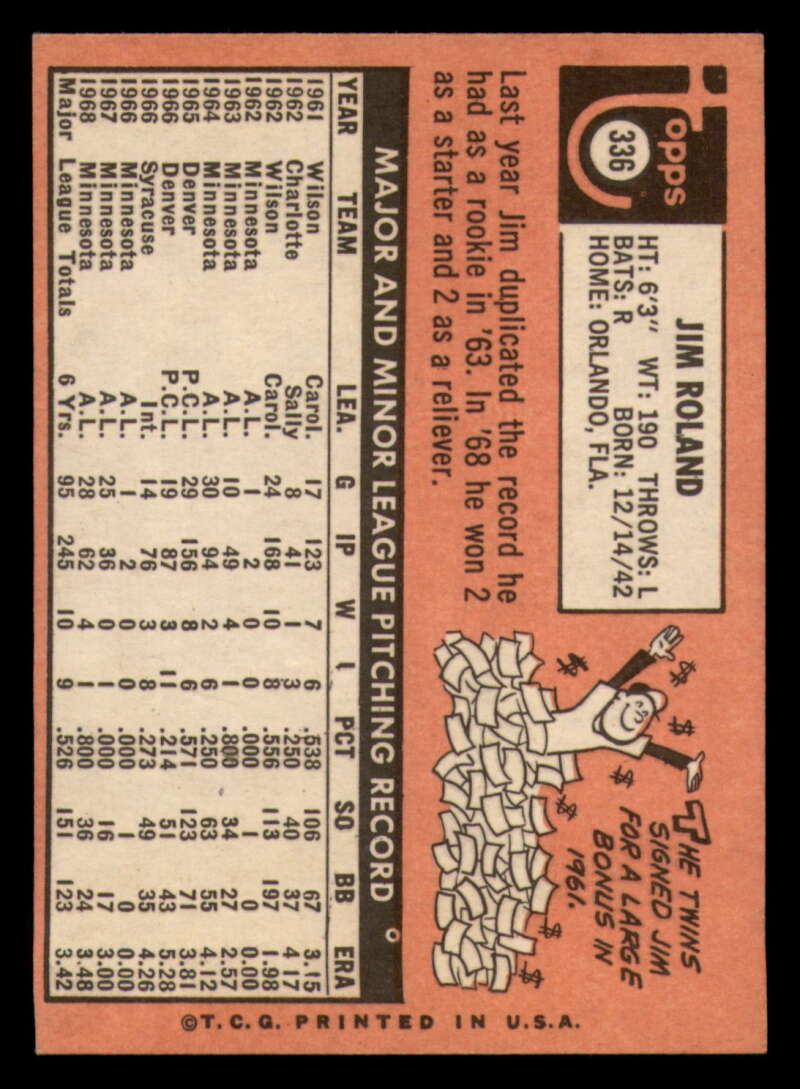 Topps
336
JIM ROLAND
HT: 6'3" WT: 190 THROWS: L
BATS: R BORN: 12/14/42
HOME: ORLANDO, FLA.
THE TWINS
SIGNED JIM
FOR A LARGE
BONUS IN
1961.
$ $ $ $ $ $ $
Last year Jim duplicated the record he
had as a rookie in '63. In '68 he won 2
as a starter and 2 as a reliever.
MAJOR AND MINOR LEAGUE PITCHING RECORD
YEAR TEAM LEA. G IP W L PCT SO BB ERA
1961 Wilson Carol. 17 123 7 6 .538 106 67 3.15
1962 Charlotte Sally 8 41 1 3 .250 40 37 4.17
1962 Wilson Carol. 24 168 10 8 .556 113 197 1.98
1962 Minnesota A.L. 1 2 0 0 .000 1 0 0.00
1963 Minnesota A.L. 10 49 4 1 .800 34 27 2.57
1964 Minnesota A.L. 30 94 2 6 .250 63 55 4.12
1965 Denver P.C.L. 29 156 8 6 .571 123 71 3.81
1966 Denver P.C.L. 19 87 3 11 .214 51 43 5.28
1966 Syracuse Int. 14 76 3 8 .273 49 35 4.26
1966 Minnesota A.L. 1 2 0 0 .000 1 0 0.00
1967 Minnesota A.L. 25 36 0 1 .000 16 17 3.00
1968 Minnesota A.L. 28 62 4 1 .800 36 24 3.48
Major League Totals 6 Yrs. 95 245 10 9 .526 151 123 3.42
©T.C.G. PRINTED IN U.S.A.